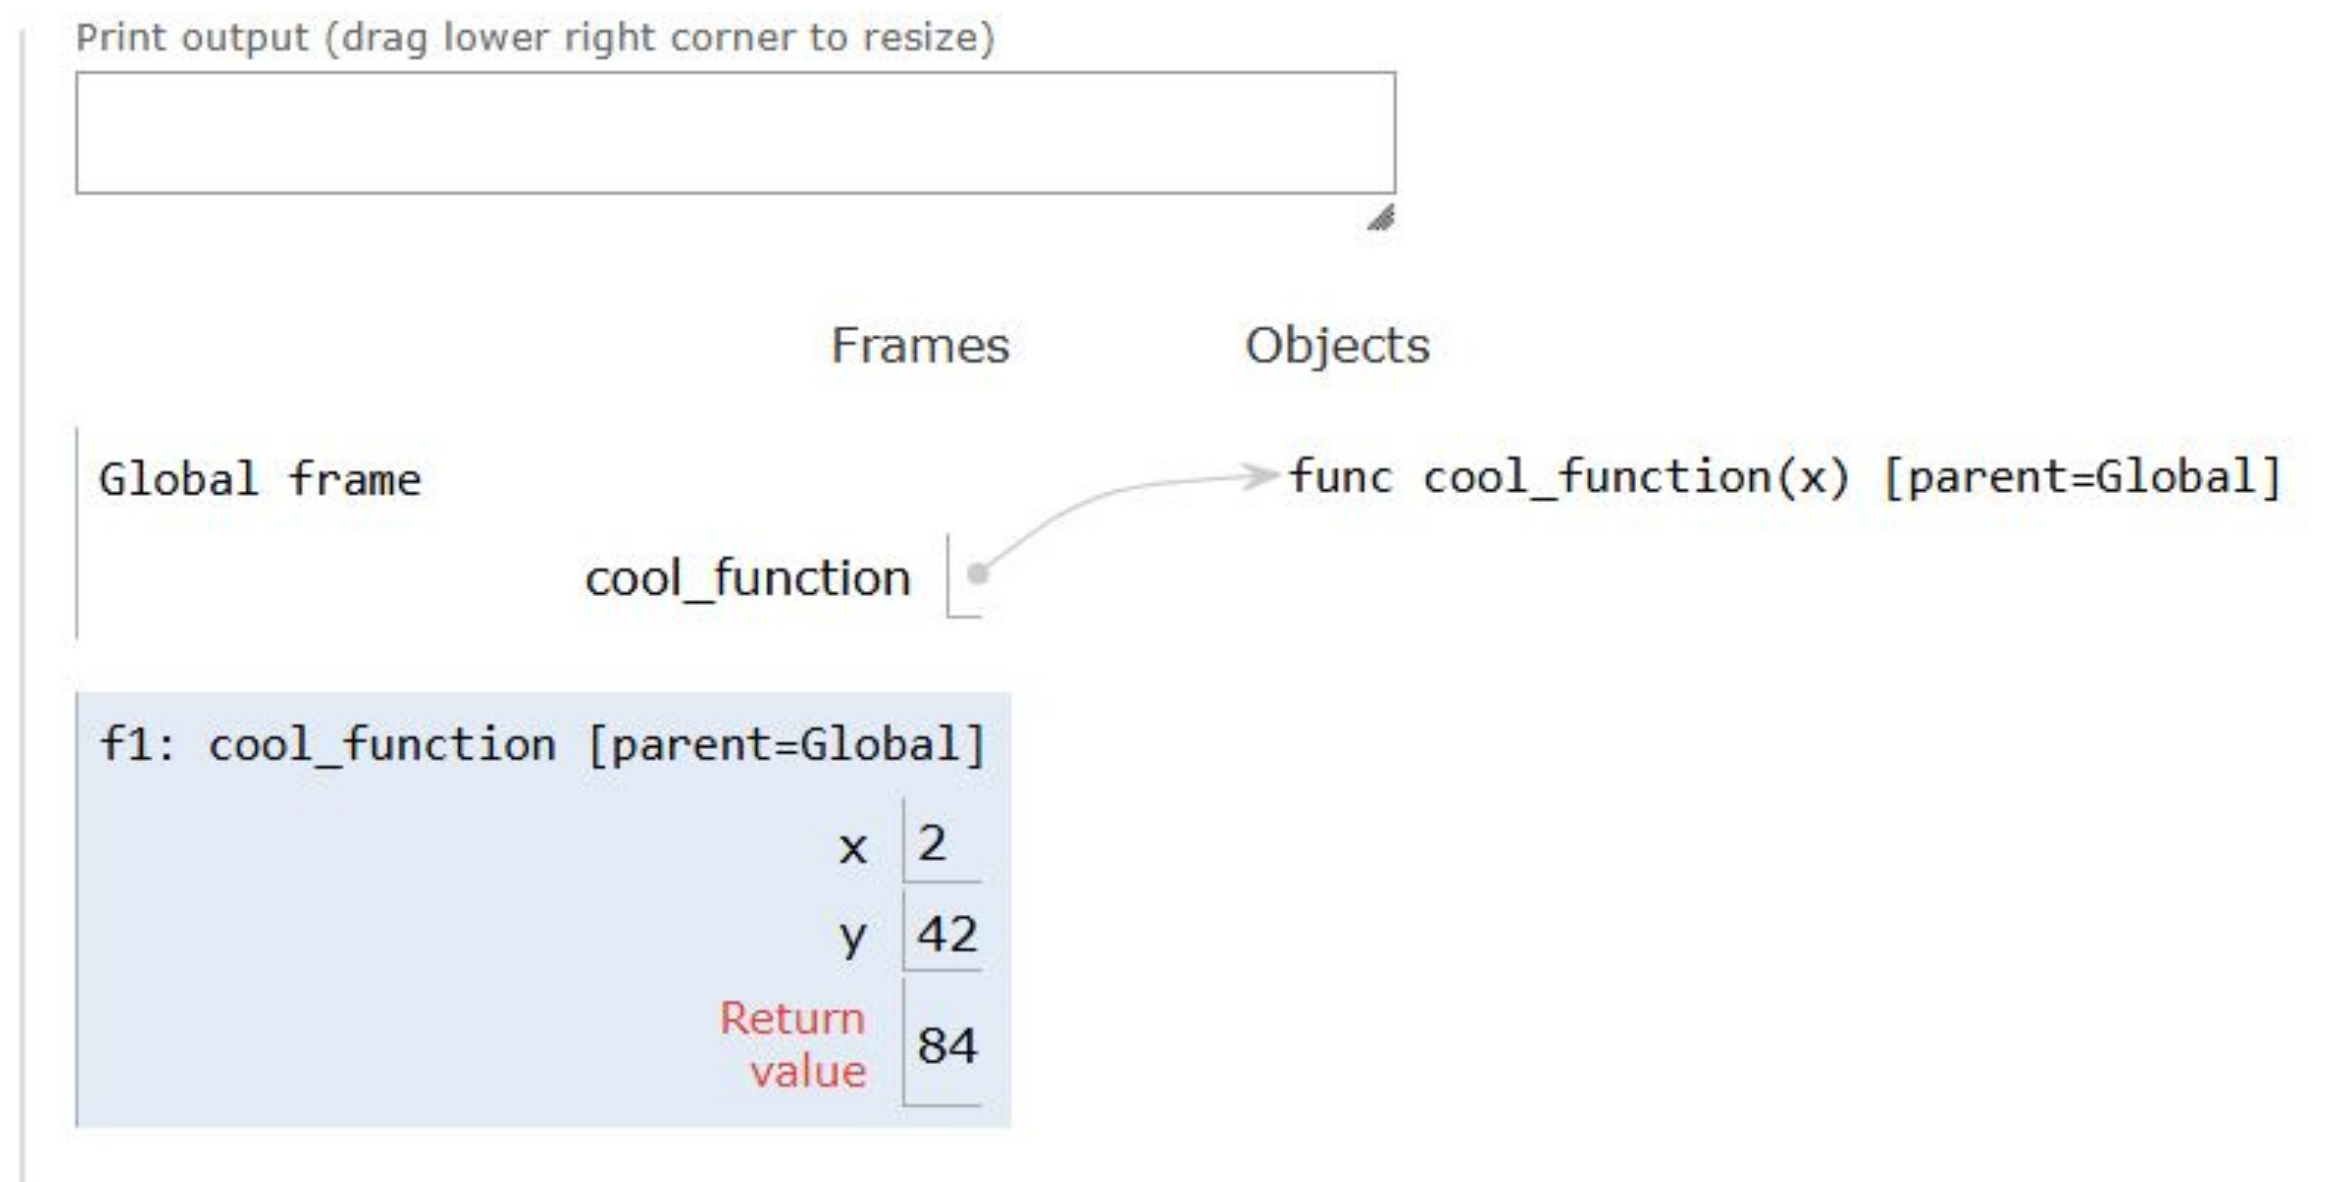 Print output (drag lower right corner to resize)
Frames Objects
Global frame
func cool_function(x) [parent=Global]
cool_function
f1: cool_function [parent=Global]
x 2
y 42
Return
value
84